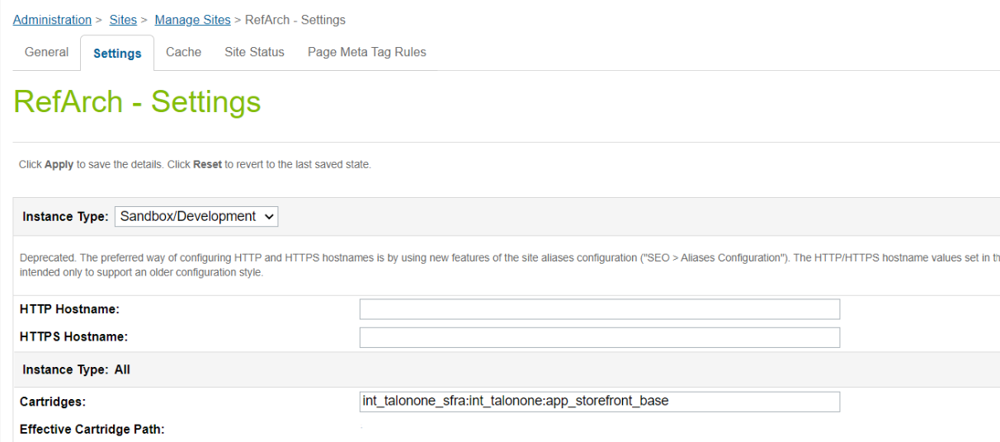 Administration > Sites > Manage Sites > RefArch - Settings
General Settings Cache Site Status Page Meta Tag Rules
RefArch - Settings
Click Apply to save the details. Click Reset to revert to the last saved state.
Instance Type: Sandbox/Development
Deprecated. The preferred way of configuring HTTP and HTTPS hostnames is by using new features of the site aliases configuration ("SEO > Aliases Configuration"). The HTTP/HTTPS hostname values set in
intended only to support an older configuration style.
HTTP Hostname:
HTTPS Hostname:
Instance Type: All
Cartridges: int_talonone_sfra:int_talonone:app_storefront_base
Effective Cartridge Path: